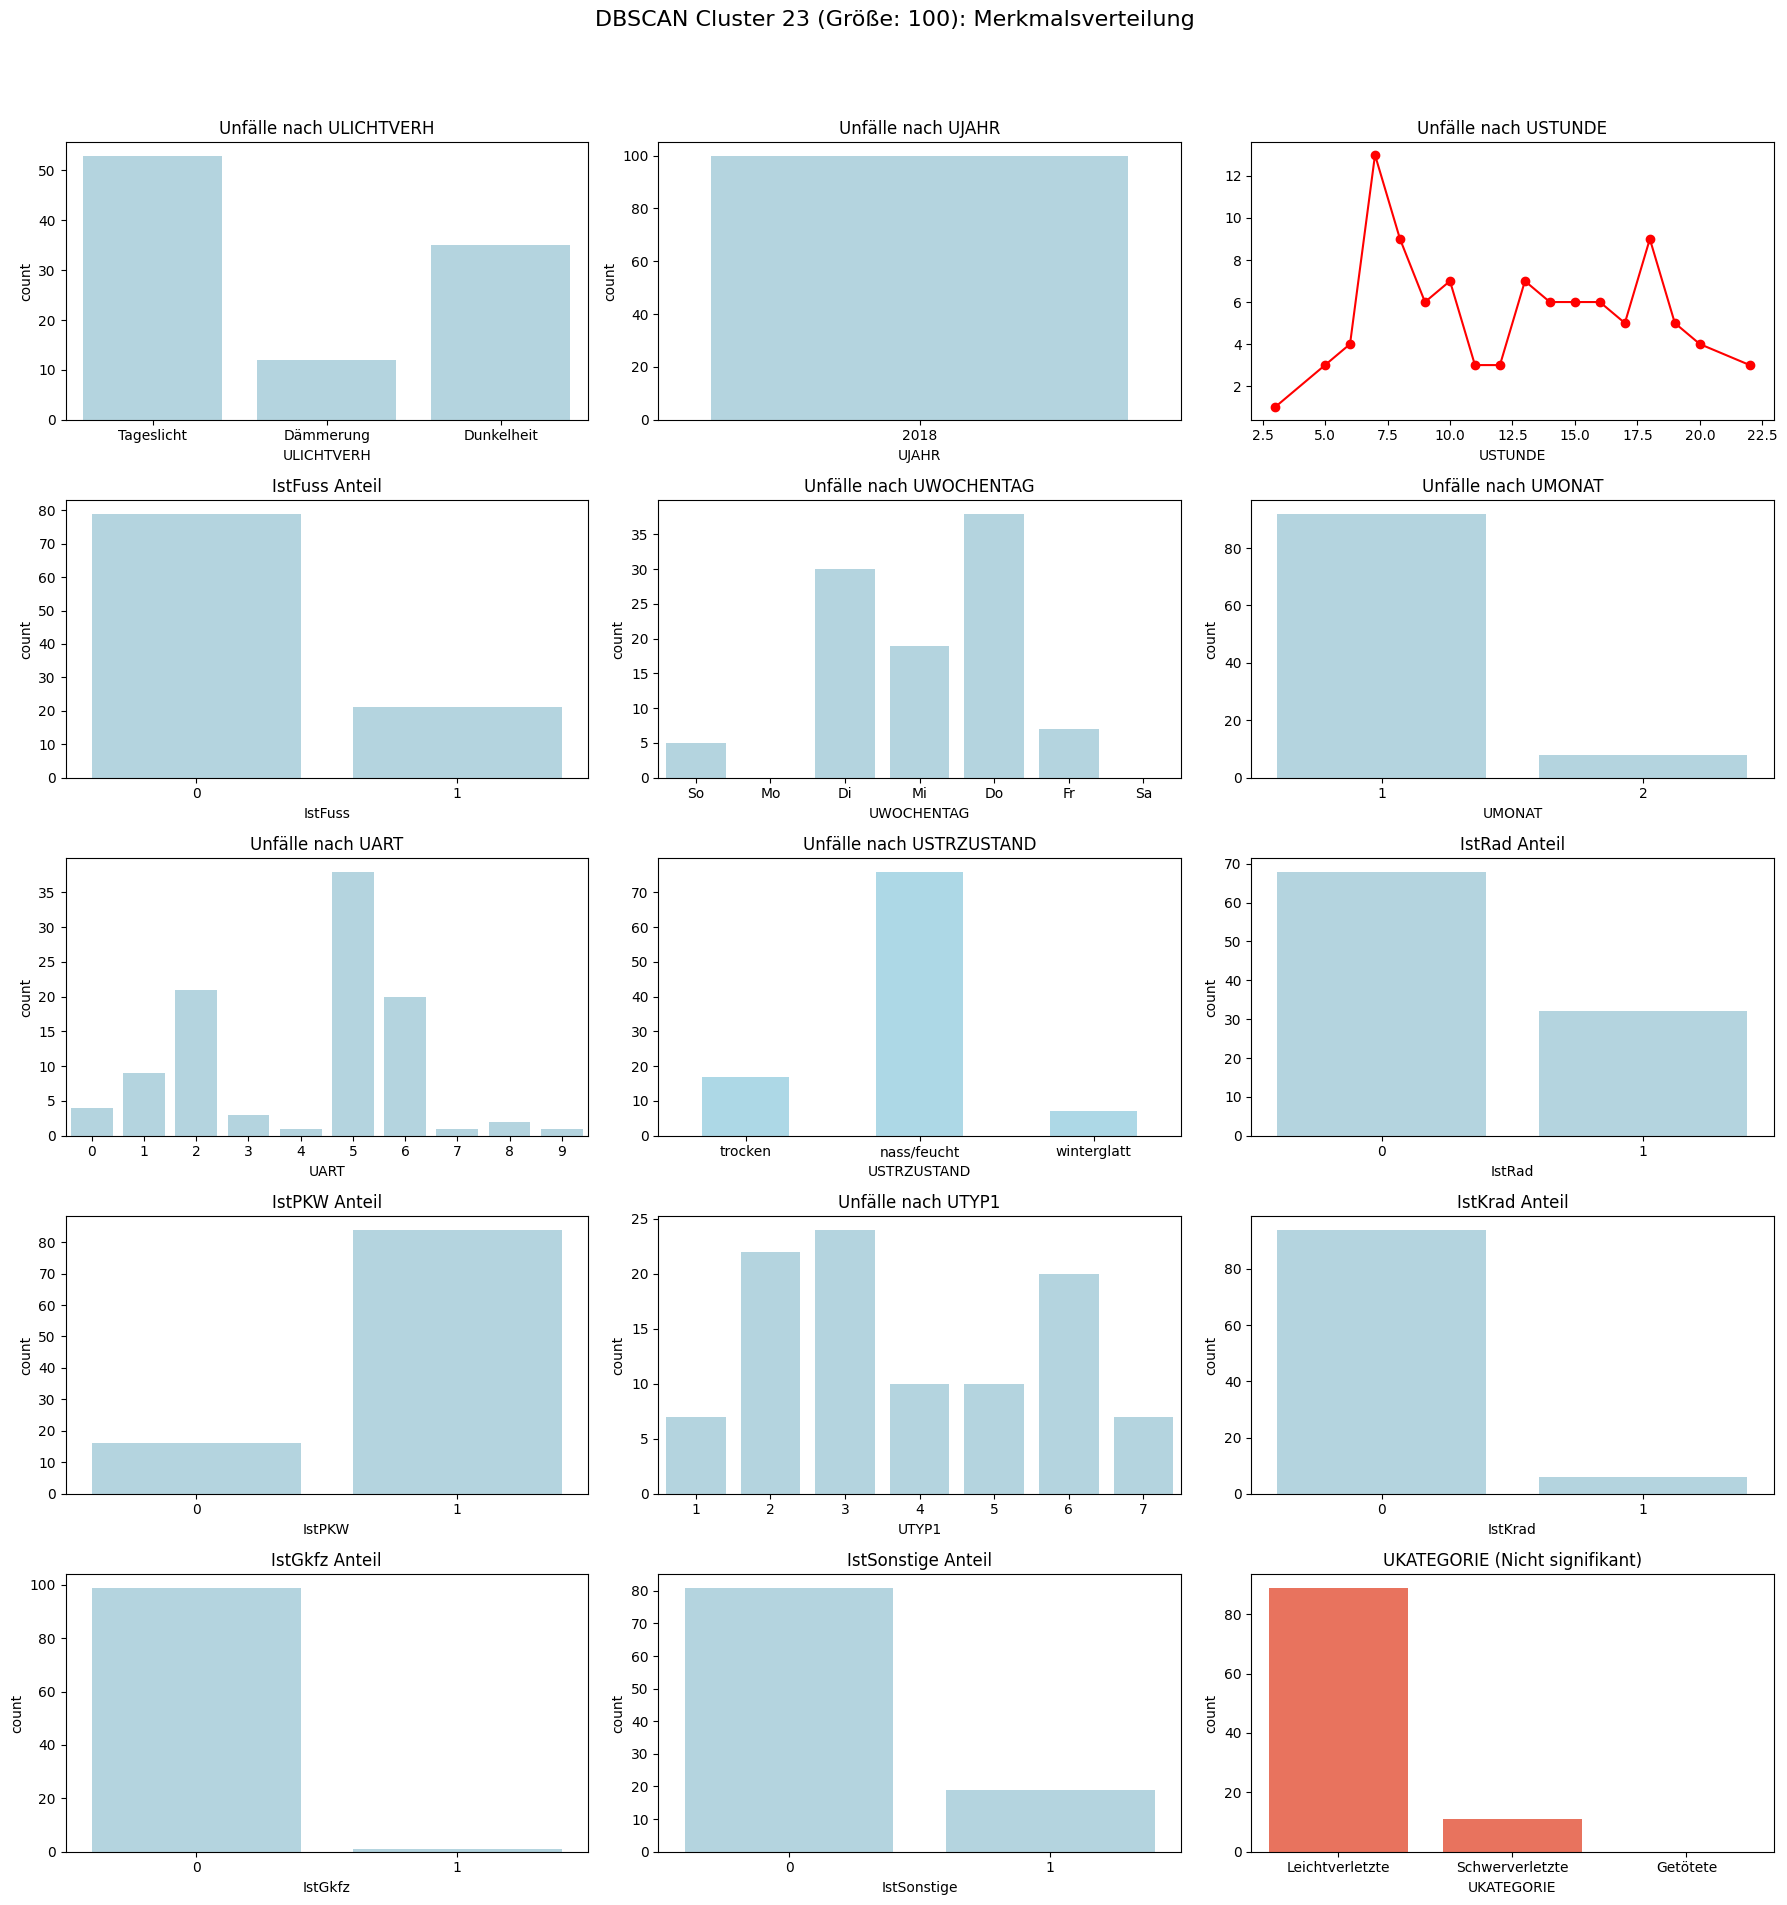 DBSCAN Cluster 23 (Größe: 100): Merkmalsverteilung
Unfälle nach ULICHTVERH
count
50
40
30
20
10
0
Tageslicht Dämmerung Dunkelheit
ULICHTVERH
Unfälle nach UJAHR
count
100
80
60
40
20
0
2018
UJAHR
Unfälle nach USTUNDE
12
10
8
6
4
2
2.5 5.0 7.5 10.0 12.5 15.0 17.5 20.0 22.5
USTUNDE
IstFuss Anteil
count
80
70
60
50
40
30
20
10
0
0 1
IstFuss
Unfälle nach UWOCHENTAG
count
35
30
25
20
15
10
5
0
So Mo Di Mi Do Fr Sa
UWOCHENTAG
Unfälle nach UMONAT
count
80
60
40
20
0
1 2
UMONAT
Unfälle nach UART
count
35
30
25
20
15
10
5
0
0 1 2 3 4 5 6 7 8 9
UART
Unfälle nach USTRZUSTAND
70
60
50
40
30
20
10
0
trocken nass/feucht winterglatt
USTRZUSTAND
IstRad Anteil
count
70
60
50
40
30
20
10
0
0 1
IstRad
IstPKW Anteil
count
80
70
60
50
40
30
20
10
0
0 1
IstPKW
Unfälle nach UTYP1
count
25
20
15
10
5
0
1 2 3 4 5 6 7
UTYP1
IstKrad Anteil
count
80
60
40
20
0
0 1
IstKrad
IstGkfz Anteil
count
100
80
60
40
20
0
0 1
IstGkfz
IstSonstige Anteil
count
80
70
60
50
40
30
20
10
0
0 1
IstSonstige
UKATEGORIE (Nicht signifikant)
count
80
60
40
20
0
Leichtverletzte Schwerverletzte Getötete
UKATEGORIE